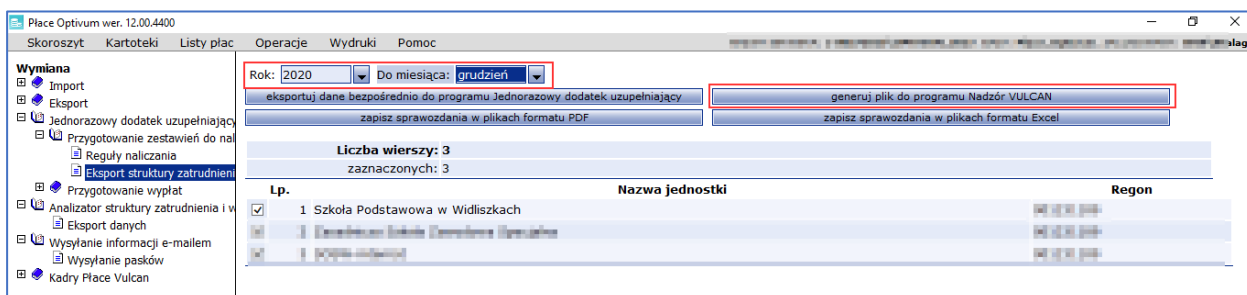 Płace Optivum wer. 12.00.4400
Skoroszyt Kartoteki Listy płac Operacje Wydruki Pomoc
Wymiana
Import
Eksport
Jednorazowy dodatek uzupełniający
Przygotowanie zestawień do nal
Reguły naliczania
Eksport struktury zatrudnieni
Przygotowanie wypłat
Analizator struktury zatrudnienia i w
Eksport danych
Wysyłanie informacji e-mailem
Wysyłanie pasków
Kadry Płace Vulcan
Rok: 2020 Do miesiąca: grudzień
eksportuj dane bezpośrednio do programu Jednorazowy dodatek uzupełniający generuj plik do programu Nadzór VULCAN
zapisz sprawozdania w plikach formatu PDF zapisz sprawozdania w plikach formatu Excel
Liczba wierszy: 3
zaznaczonych: 3
Lp. Nazwa jednostki Regon
1 Szkoła Podstawowa w Widliszkach